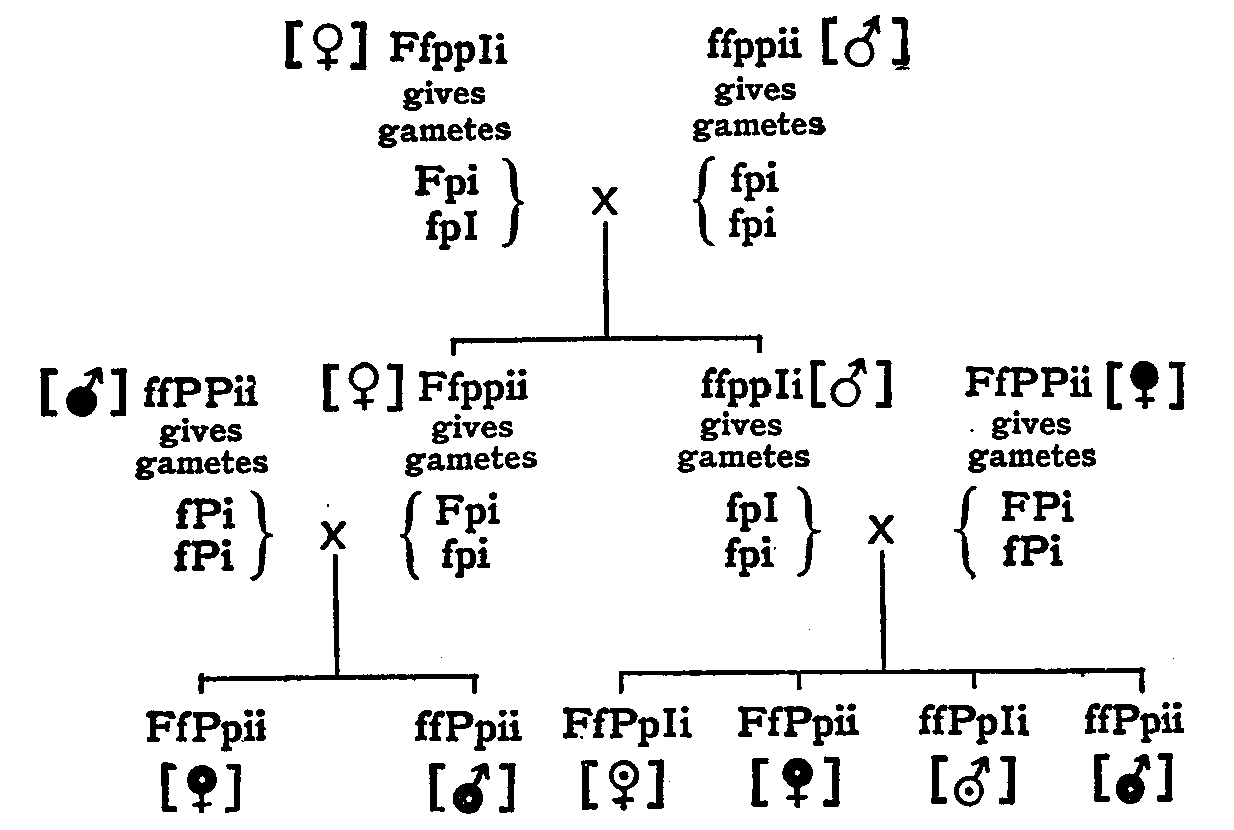 [♀] FfppIi ffppii [♂]
gives gives
gametes gametes
Fpi } × { fpi
fpI fpi
[♂] ffPPii [♀] Ffppii ffppIi [♂] FfPPii [♀]
gives gives gives gives
gametes gametes gametes gametes
fPi } × { Fpi fpI } × { FPi
fPi fpi fpi fPi
FfPpii ffPpii FfPpIi FfPpii ffPpIi ffPpii
[♀] [♂] [♀] [♀] [♂] [♂]